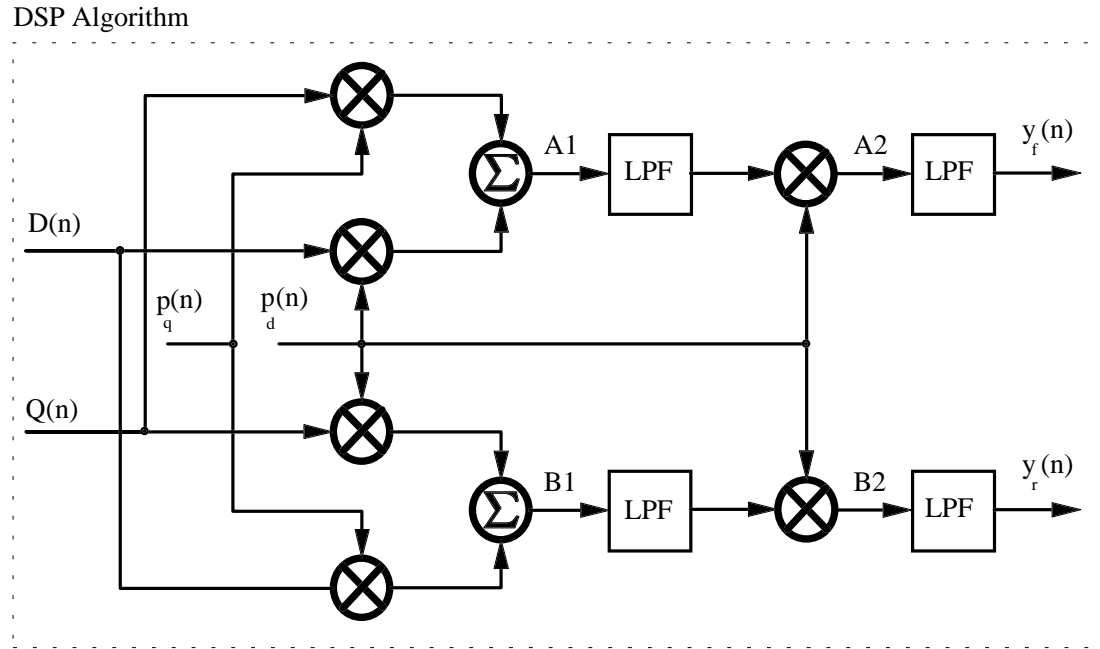 DSP Algorithm
Σ A1 LPF A2 LPF y_f(n)
D(n)
p_q(n) p_d(n)
Q(n)
Σ B1 LPF B2 LPF y_r(n)